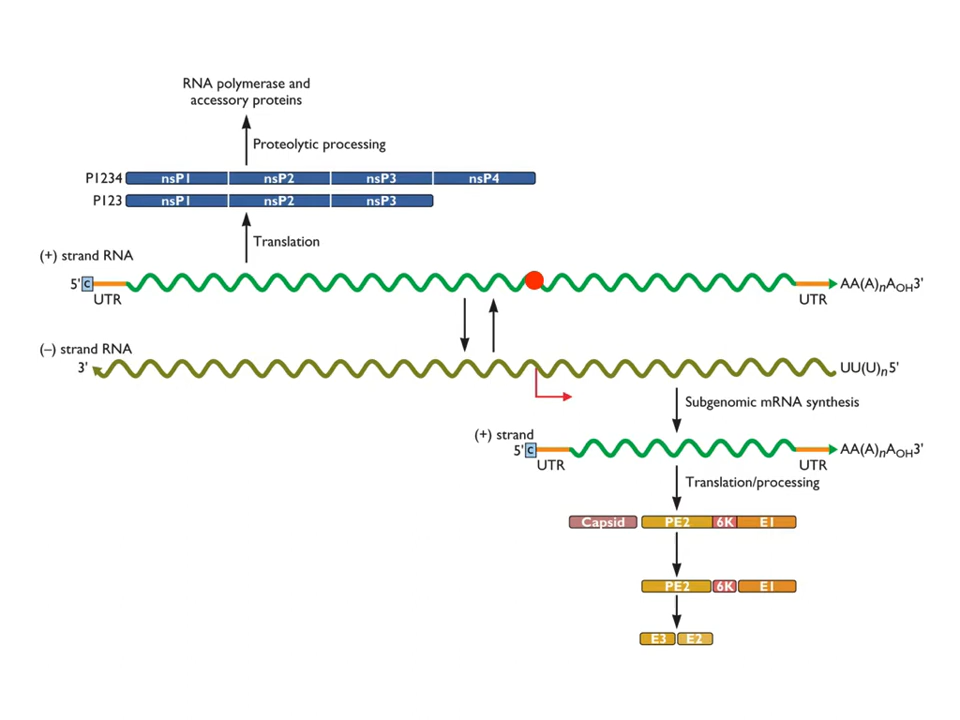 RNA polymerase and
accessory proteins
Proteolytic processing
P1234 nsP1 nsP2 nsP3 nsP4
P123 nsP1 nsP2 nsP3
Translation
(+) strand RNA
5' C AA(A)nAOH3'
UTR UTR
(–) strand RNA
3' UU(U)n5'
Subgenomic mRNA synthesis
(+) strand
5' C AA(A)nAOH3'
UTR UTR
Translation/processing
Capsid PE2 6K E1
PE2 6K E1
E3 E2